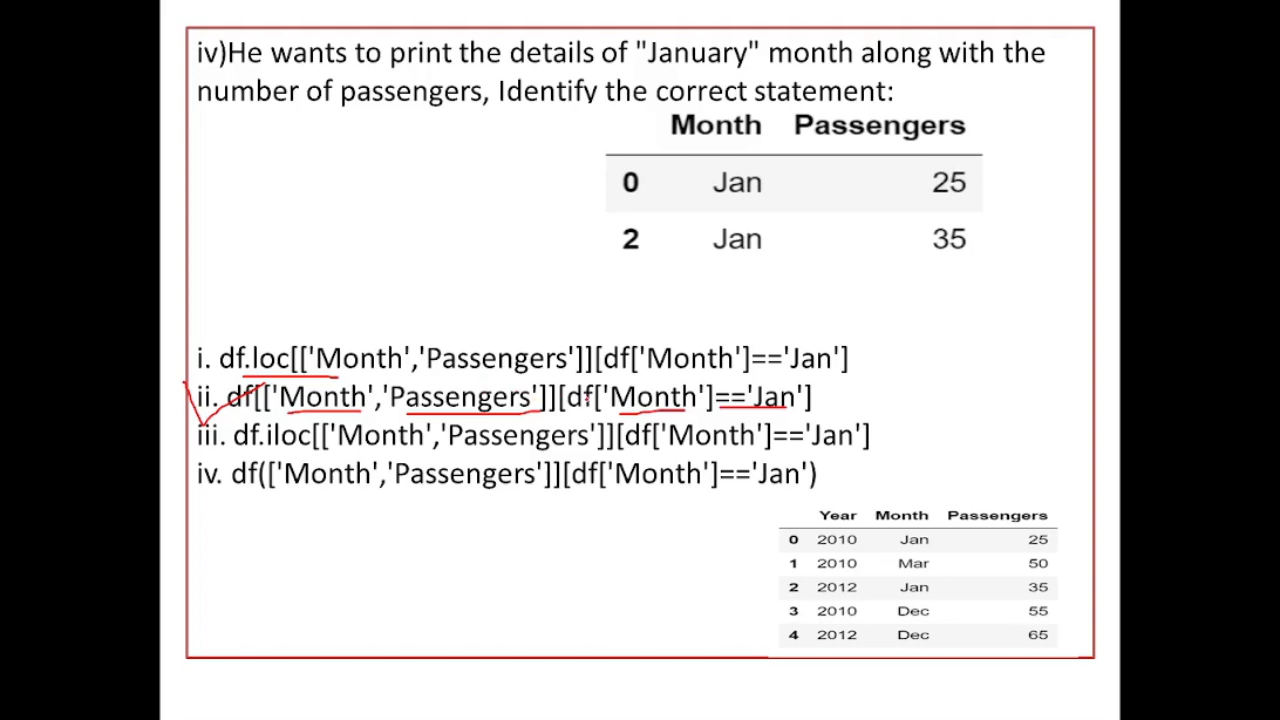 iv)He wants to print the details of "January" month along with the
number of passengers, Identify the correct statement:
Month Passengers
0 Jan 25
2 Jan 35
i. df.loc[['Month','Passengers']][df['Month']=='Jan']
ii. df[['Month','Passengers']][df['Month']=='Jan']
iii. df.iloc[['Month','Passengers']][df['Month']=='Jan']
iv. df(['Month','Passengers']][df['Month']=='Jan')
Year Month Passengers
0 2010 Jan 25
1 2010 Mar 50
2 2012 Jan 35
3 2010 Dec 55
4 2012 Dec 65